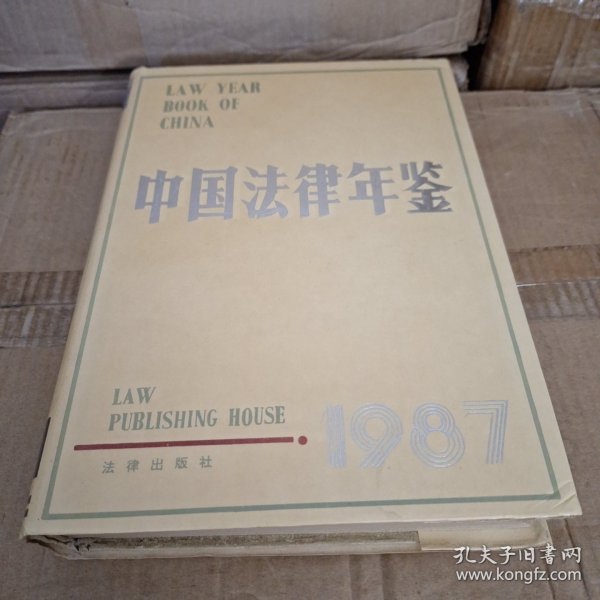 LAW YEAR
BOOK OF
CHINA
中国法律年鉴
LAW
PUBLISHING HOUSE
1987
法律出版社
孔夫子旧书网
www.kongfz.com